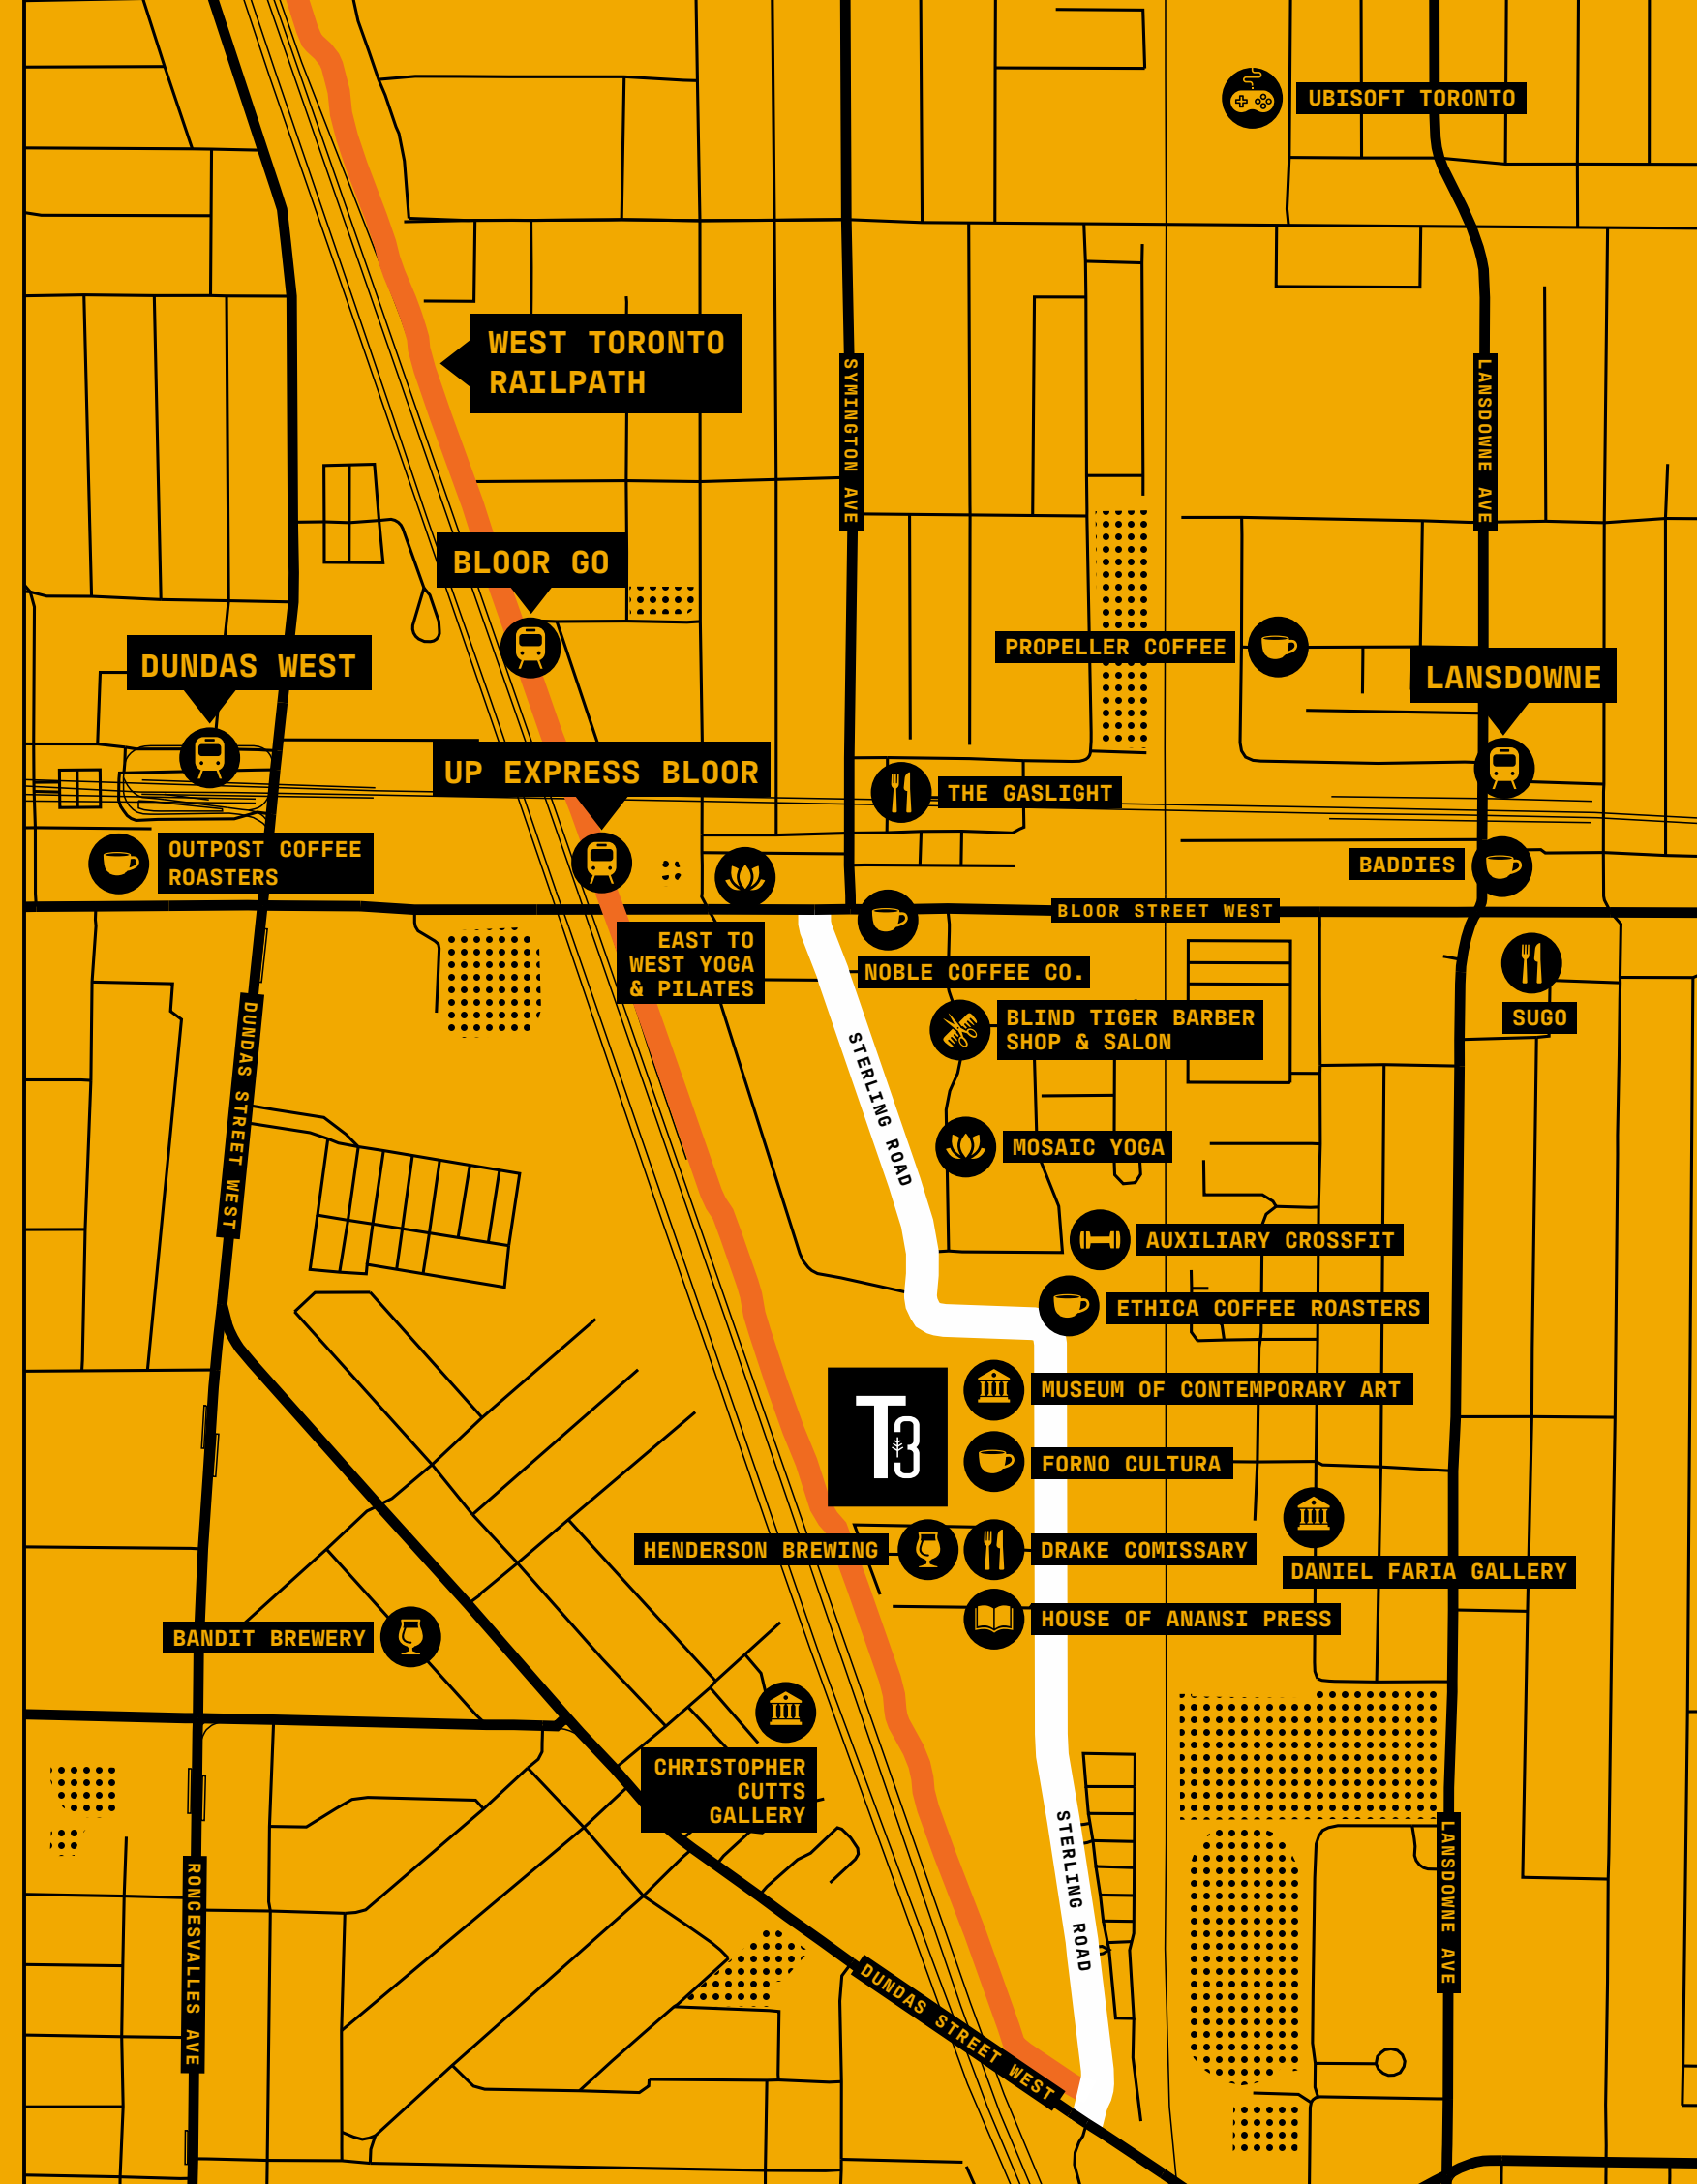 UBISOFT TORONTO
WEST TORONTO
RAILPATH
SYMINGTON AVE
LANSDOWNE AVE
BLOOR GO
PROPELLER COFFEE
DUNDAS WEST
LANSDOWNE
UP EXPRESS BLOOR
THE GASLIGHT
OUTPOST COFFEE
ROASTERS
BADDIES
BLOOR STREET WEST
EAST TO
WEST YOGA
& PILATES
NOBLE COFFEE CO.
SUGO
BLIND TIGER BARBER
SHOP & SALON
DUNDAS STREET WEST
STERLING ROAD
MOSAIC YOGA
AUXILIARY CROSSFIT
ETHICA COFFEE ROASTERS
MUSEUM OF CONTEMPORARY ART
T3
FORNO CULTURA
HENDERSON BREWING
DRAKE COMISSARY
DANIEL FARIA GALLERY
HOUSE OF ANANSI PRESS
BANDIT BREWERY
CHRISTOPHER
CUTTS
GALLERY
STERLING ROAD
LANSDOWNE AVE
RONCESVALLES AVE
DUNDAS STREET WEST